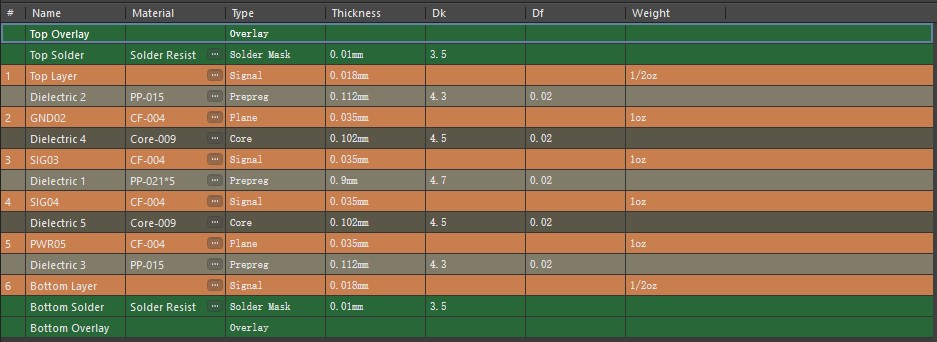 # Name Material Type Thickness Dk Df Weight
Top Overlay Overlay
Top Solder Solder Resist ... Solder Mask 0.01mm 3.5
1 Top Layer ... Signal 0.018mm 1/2oz
Dielectric 2 PP-015 ... Prepreg 0.112mm 4.3 0.02
2 GND02 CF-004 ... Plane 0.035mm 1oz
Dielectric 4 Core-009 ... Core 0.102mm 4.5 0.02
3 SIG03 CF-004 ... Signal 0.035mm 1oz
Dielectric 1 PP-021*5 ... Prepreg 0.9mm 4.7 0.02
4 SIG04 CF-004 ... Signal 0.035mm 1oz
Dielectric 5 Core-009 ... Core 0.102mm 4.5 0.02
5 PWR05 CF-004 ... Plane 0.035mm 1oz
Dielectric 3 PP-015 ... Prepreg 0.112mm 4.3 0.02
6 Bottom Layer ... Signal 0.018mm 1/2oz
Bottom Solder Solder Resist ... Solder Mask 0.01mm 3.5
Bottom Overlay Overlay